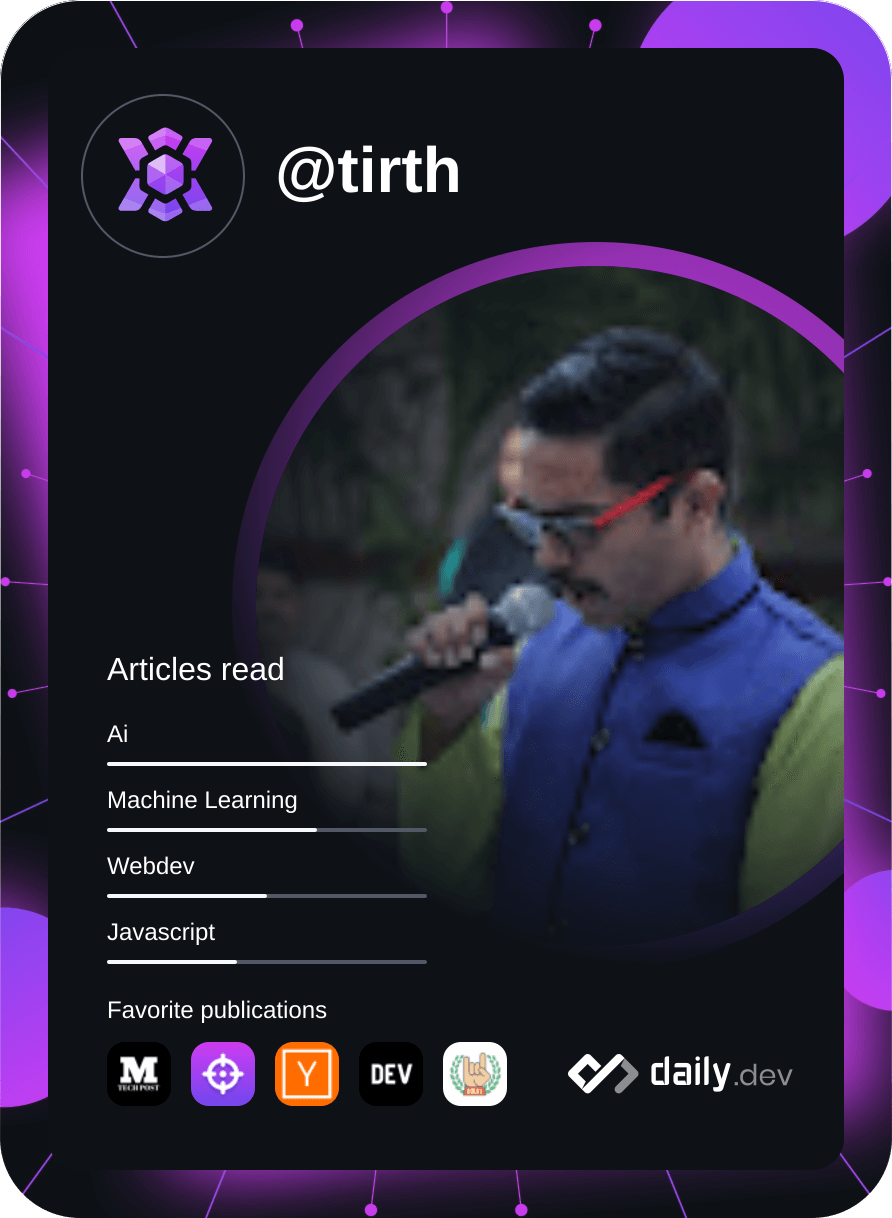 @tirth
Articles read
Ai
Machine Learning
Webdev
Javascript
Favorite publications
M
TECH POST
Y
DEV
daily.dev